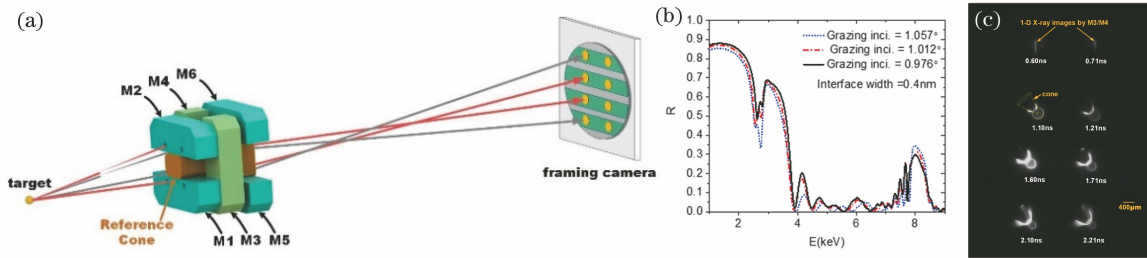 (a)
M6
M4
M2
target
Reference
Cone
M1 M3 M5
framing camera
(b)
1.0
0.9
0.8
0.7
0.6
0.5
0.4
0.3
0.2
0.1
0.0
R
Grazing inci. = 1.057°
Grazing inci. = 1.012°
Grazing inci. = 0.976°
Interface width =0.4nm
2 4 6 8
E(keV)
(c)
1-D X-ray images by M3/M4
0.60ns 0.71ns
cone
1.10ns 1.21ns
1.60ns 1.71ns
400μm
2.10ns 2.21ns